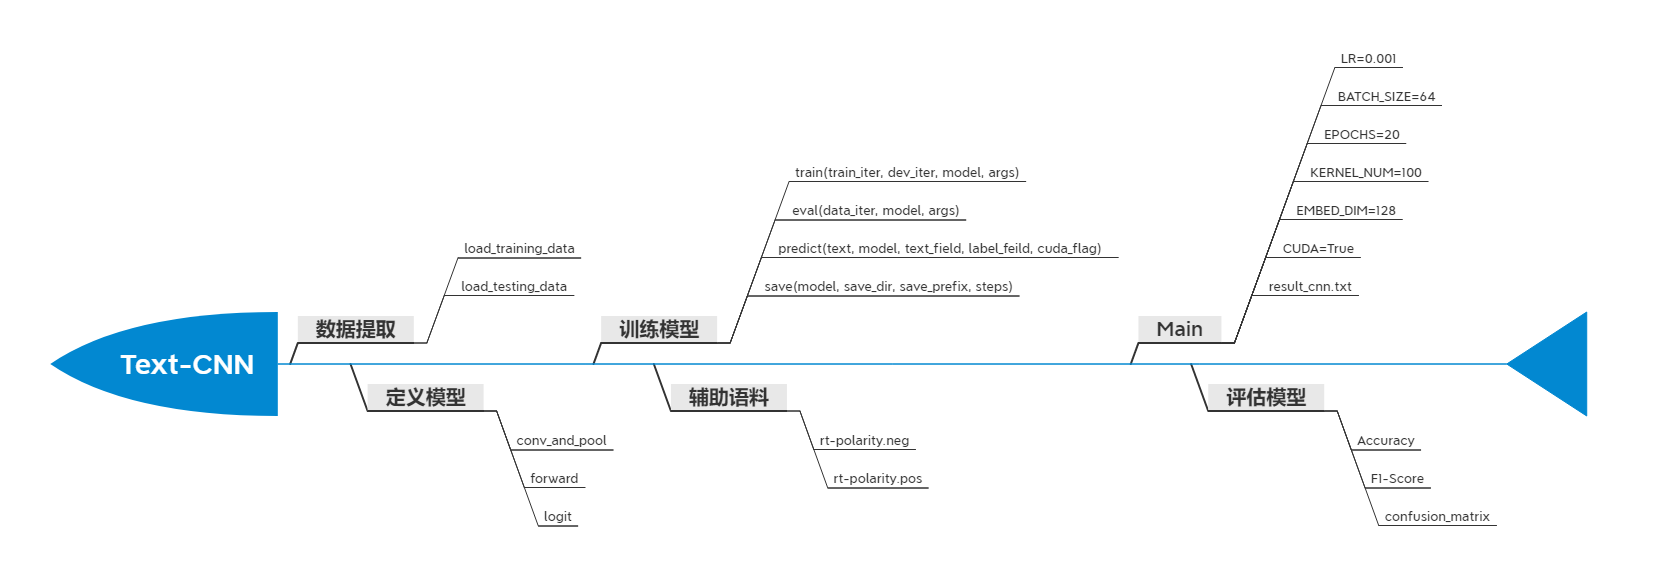 Text-CNN
数据提取
load_training_data
load_testing_data
定义模型
conv_and_pool
forward
logit
训练模型
train(train_iter, dev_iter, model, args)
eval(data_iter, model, args)
predict(text, model, text_field, label_feild, cuda_flag)
save(model, save_dir, save_prefix, steps)
辅助语料
rt-polarity.neg
rt-polarity.pos
Main
LR=0.001
BATCH_SIZE=64
EPOCHS=20
KERNEL_NUM=100
EMBED_DIM=128
CUDA=True
result_cnn.txt
评估模型
Accuracy
F1-Score
confusion_matrix